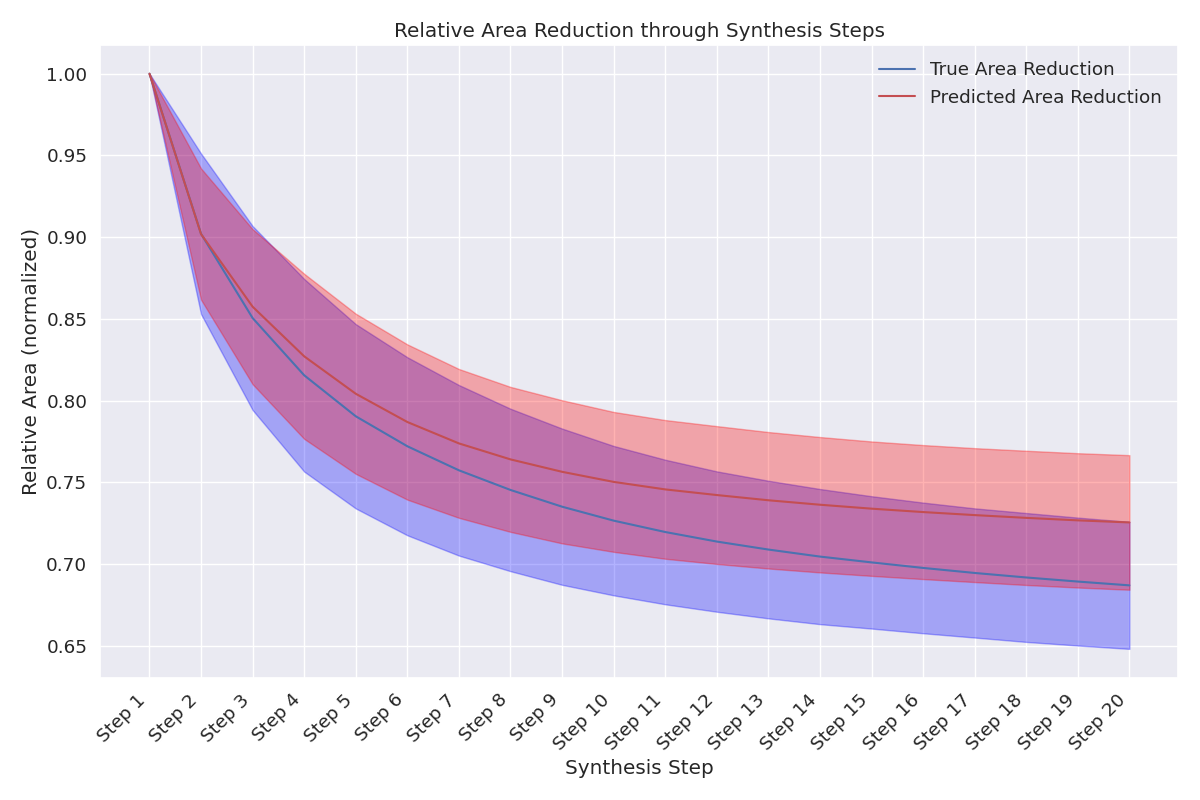 Relative Area Reduction through Synthesis Steps
True Area Reduction
Predicted Area Reduction
Relative Area (normalized)
1.00
0.95
0.90
0.85
0.80
0.75
0.70
0.65
Step 1
Step 2
Step 3
Step 4
Step 5
Step 6
Step 7
Step 8
Step 9
Step 10
Step 11
Step 12
Step 13
Step 14
Step 15
Step 16
Step 17
Step 18
Step 19
Step 20
Synthesis Step